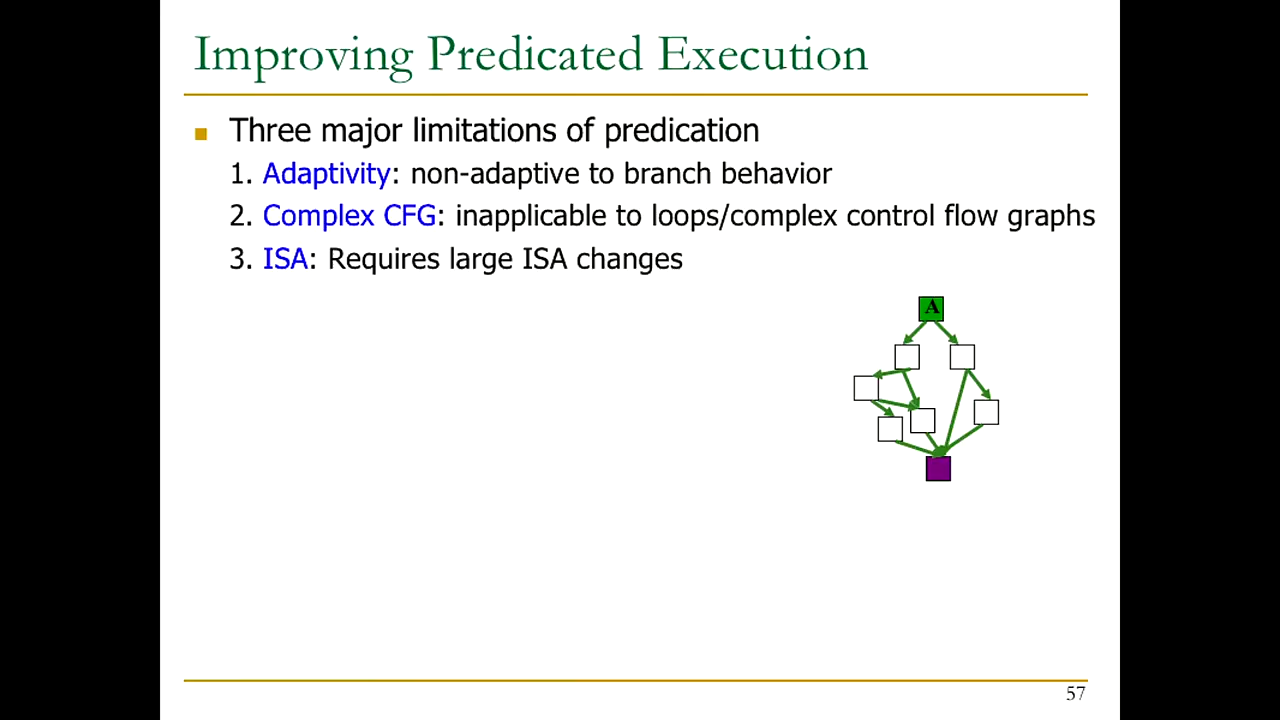 Improving Predicated Execution
Three major limitations of predication
1. Adaptivity: non-adaptive to branch behavior
2. Complex CFG: inapplicable to loops/complex control flow graphs
3. ISA: Requires large ISA changes
A
57